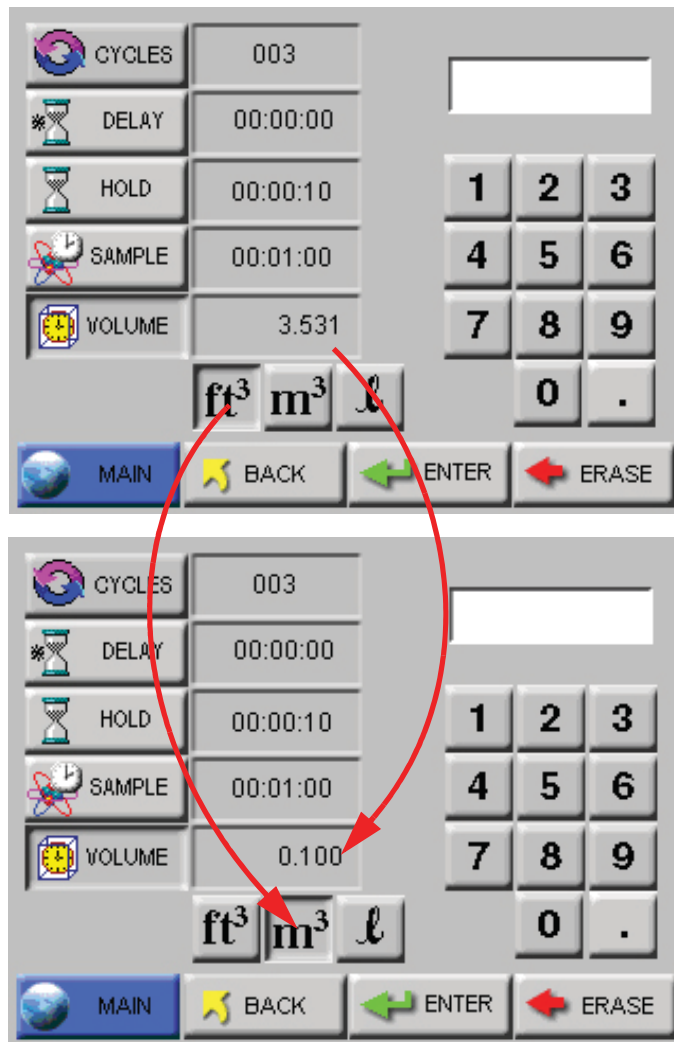 CYCLES 003
DELAY 00:00:00
HOLD 00:00:10 1 2 3
SAMPLE 00:01:00 4 5 6
VOLUME 3.531 7 8 9
ft³ m³ ℓ 0 .
MAIN BACK ENTER ERASE
CYCLES 003
DELAY 00:00:00
HOLD 00:00:10 1 2 3
SAMPLE 00:01:00 4 5 6
VOLUME 0.100 7 8 9
ft³ m³ ℓ 0 .
MAIN BACK ENTER ERASE